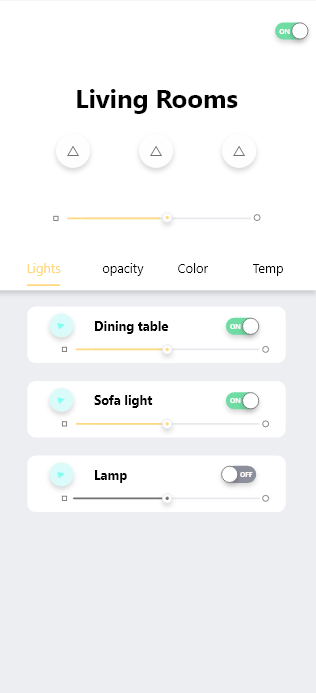 ON
Living Rooms
Lights opacity Color Temp
Dining table ON
Sofa light ON
Lamp OFF